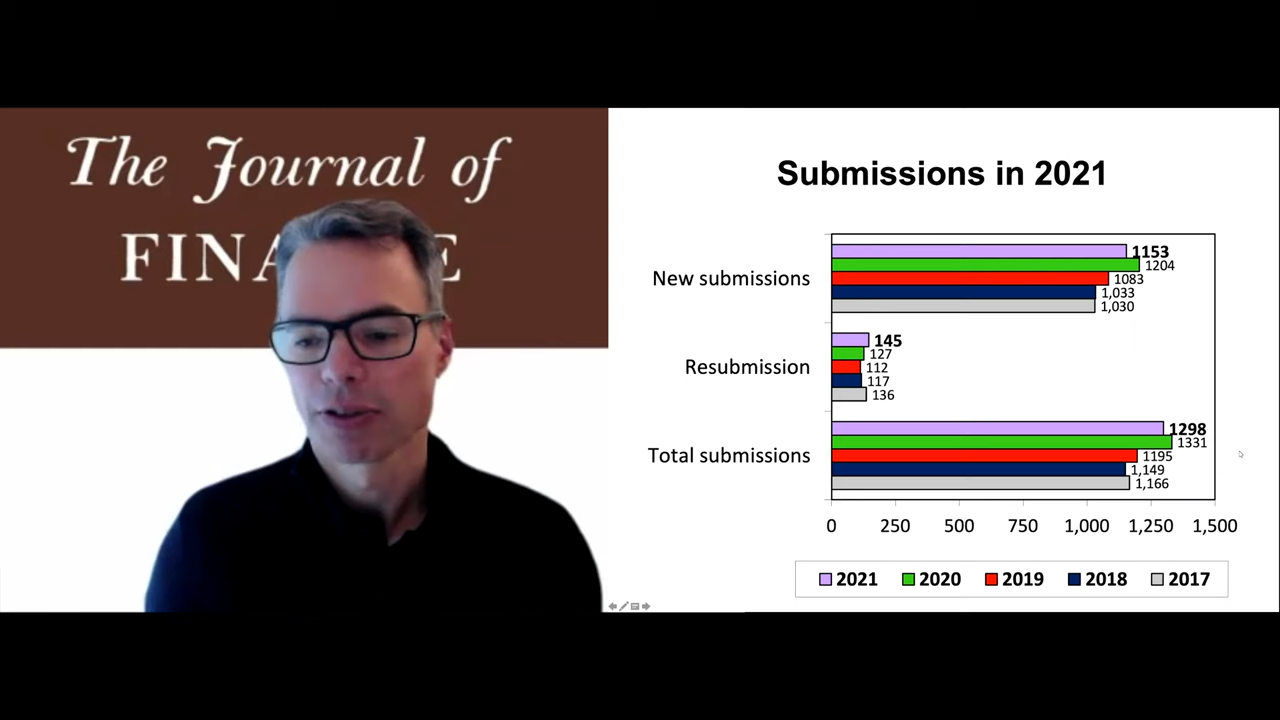 The Journal of
FINA E
Submissions in 2021
New submissions
1153
1204
1083
1,033
1,030
Resubmission
145
127
112
117
136
Total submissions
1298
1331
1195
1,149
1,166
0 250 500 750 1,000 1,250 1,500
2021 2020 2019 2018 2017